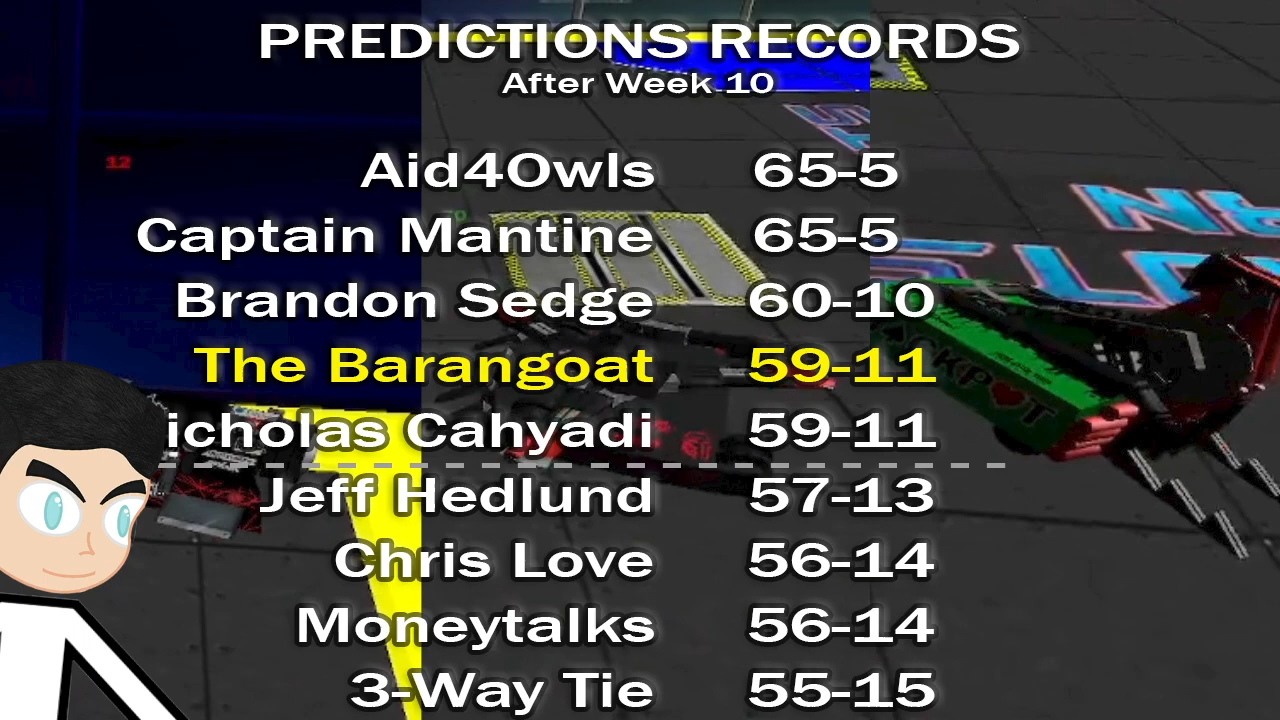 PREDICTIONS RECORDS
After Week 10
12
Aid4Owls 65-5
Captain Mantine 65-5
Brandon Sedge 60-10
The Barangoat 59-11
icholas Cahyadi 59-11
Jeff Hedlund 57-13
Chris Love 56-14
Moneytalks 56-14
3-Way Tie 55-15